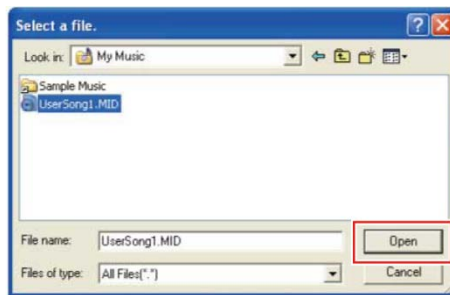 Select a file.
Look in: My Music
Sample Music
UserSong1.MID
File name: UserSong1.MID
Open
Files of type: All Files(".")
Cancel